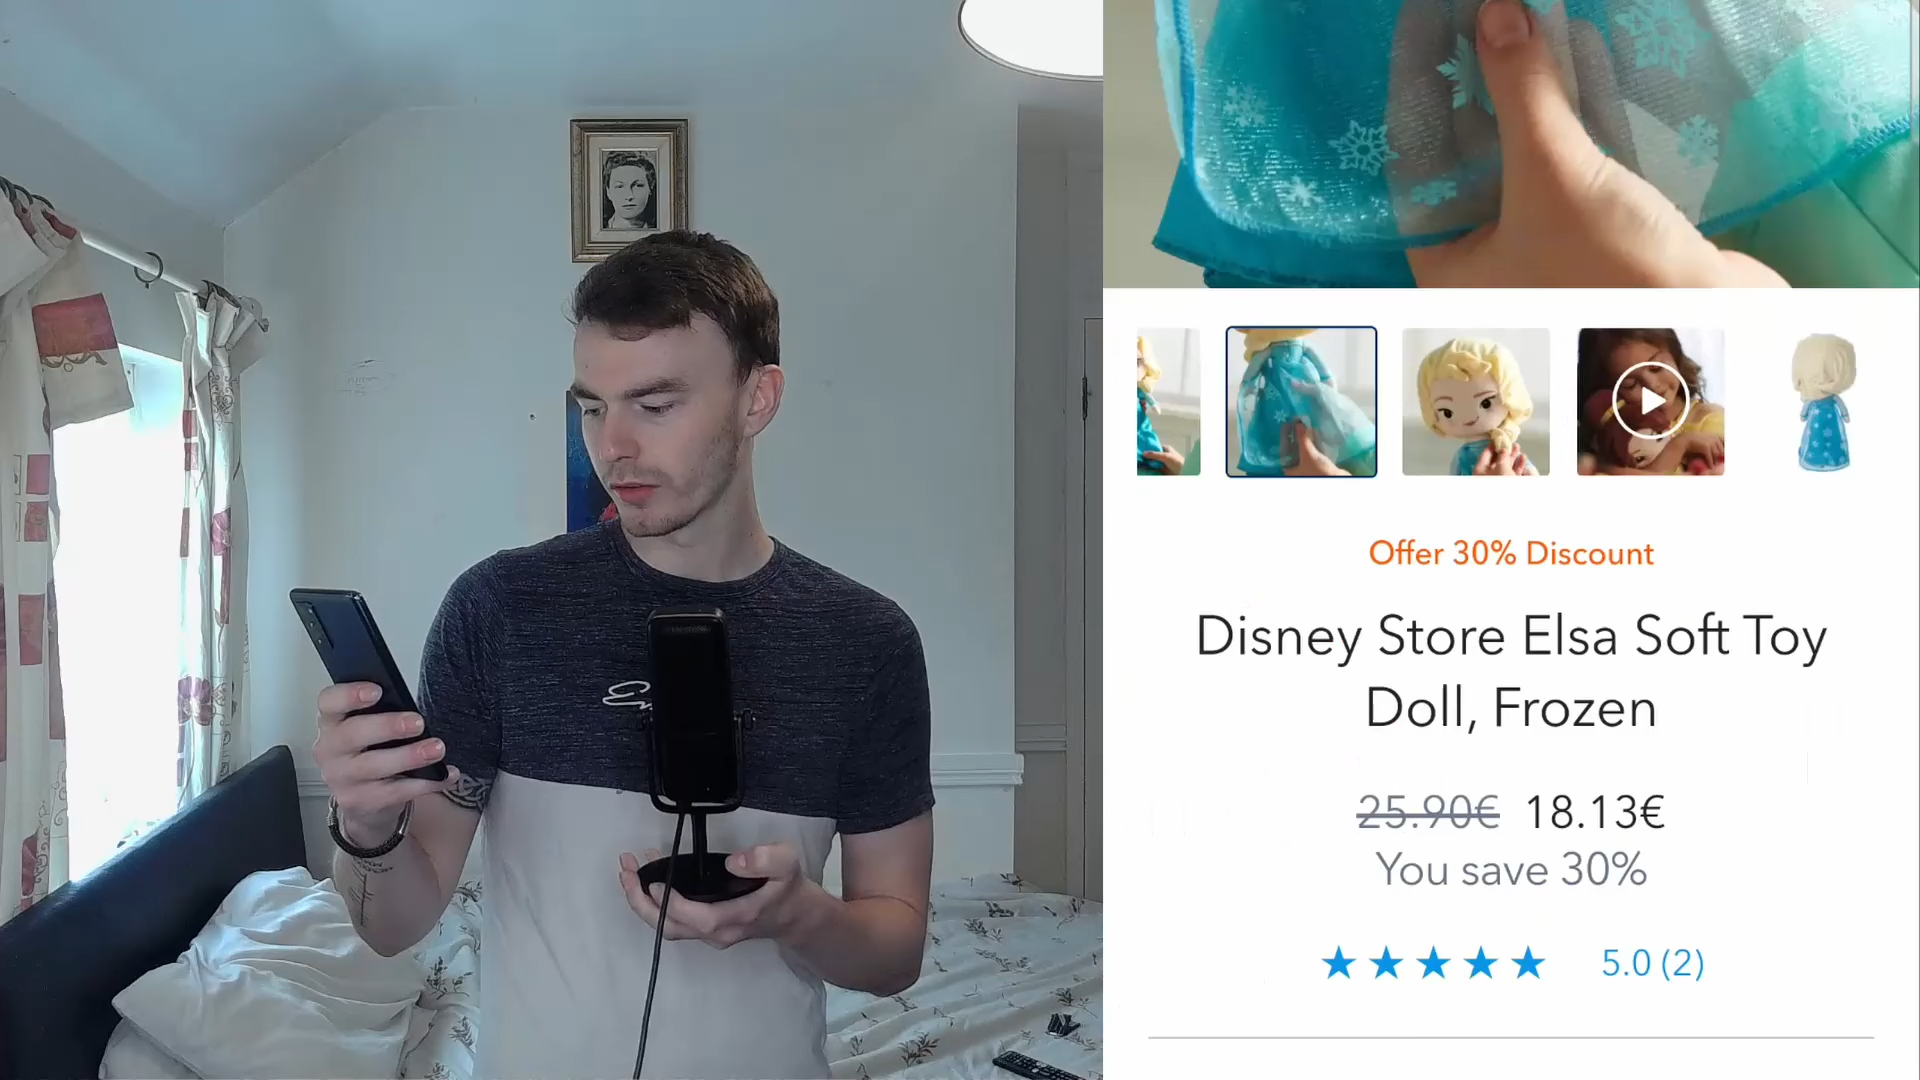 Offer 30% Discount
Disney Store Elsa Soft Toy
Doll, Frozen
25.90€ 18.13€
You save 30%
5.0 (2)